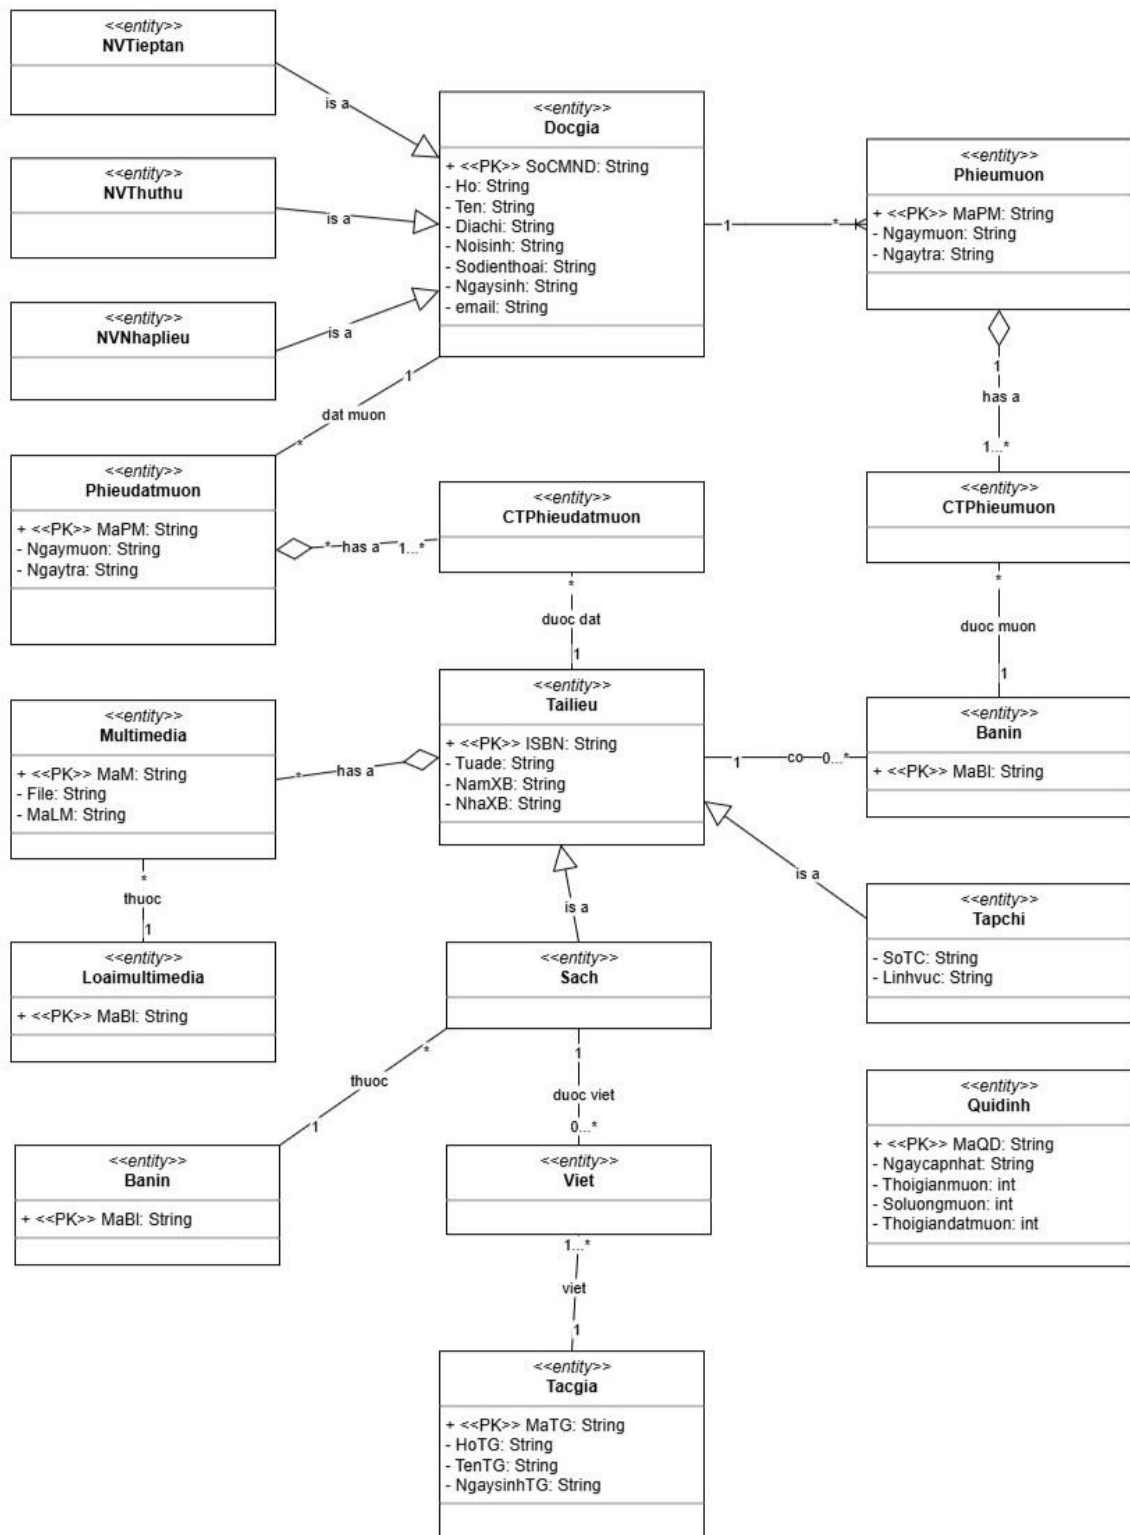 <<entity>>
NVTieptan
is a
<<entity>>
NVThuthu
is a
<<entity>>
NVNhaplieu
is a
<<entity>>
Docgia
+ <<PK>> SoCMND: String
- Ho: String
- Ten: String
- Diachi: String
- Noisinh: String
- Sodienthoai: String
- Ngaysinh: String
- email: String
1
*
<<entity>>
Phieumuon
+ <<PK>> MaPM: String
- Ngaymuon: String
- Ngaytra: String
1
dat muon
*
1
has a
1...*
<<entity>>
Phieudatmuon
+ <<PK>> MaPM: String
- Ngaymuon: String
- Ngaytra: String
* has a 1...*
<<entity>>
CTPhieudatmuon
<<entity>>
CTPhieumuon
*
duoc dat
1
*
duoc muon
1
<<entity>>
Multimedia
+ <<PK>> MaM: String
- File: String
- MaLM: String
* has a
<<entity>>
Tailieu
+ <<PK>> ISBN: String
- Tuade: String
- NamXB: String
- NhaXB: String
1 co 0...*
<<entity>>
Banin
+ <<PK>> MaBI: String
*
thuoc
1
is a
is a
<<entity>>
Loaimultimedia
+ <<PK>> MaBI: String
<<entity>>
Sach
<<entity>>
Tapchi
- SoTC: String
- Linhvuc: String
*
thuoc
1
1
duoc viet
0...*
<<entity>>
Banin
+ <<PK>> MaBI: String
<<entity>>
Viet
<<entity>>
Quidinh
+ <<PK>> MaQD: String
- Ngaycapnhat: String
- Thoigianmuon: int
- Soluongmuon: int
- Thoigiandatmuon: int
1...*
viet
1
<<entity>>
Tacgia
+ <<PK>> MaTG: String
- HoTG: String
- TenTG: String
- NgaysinhTG: String